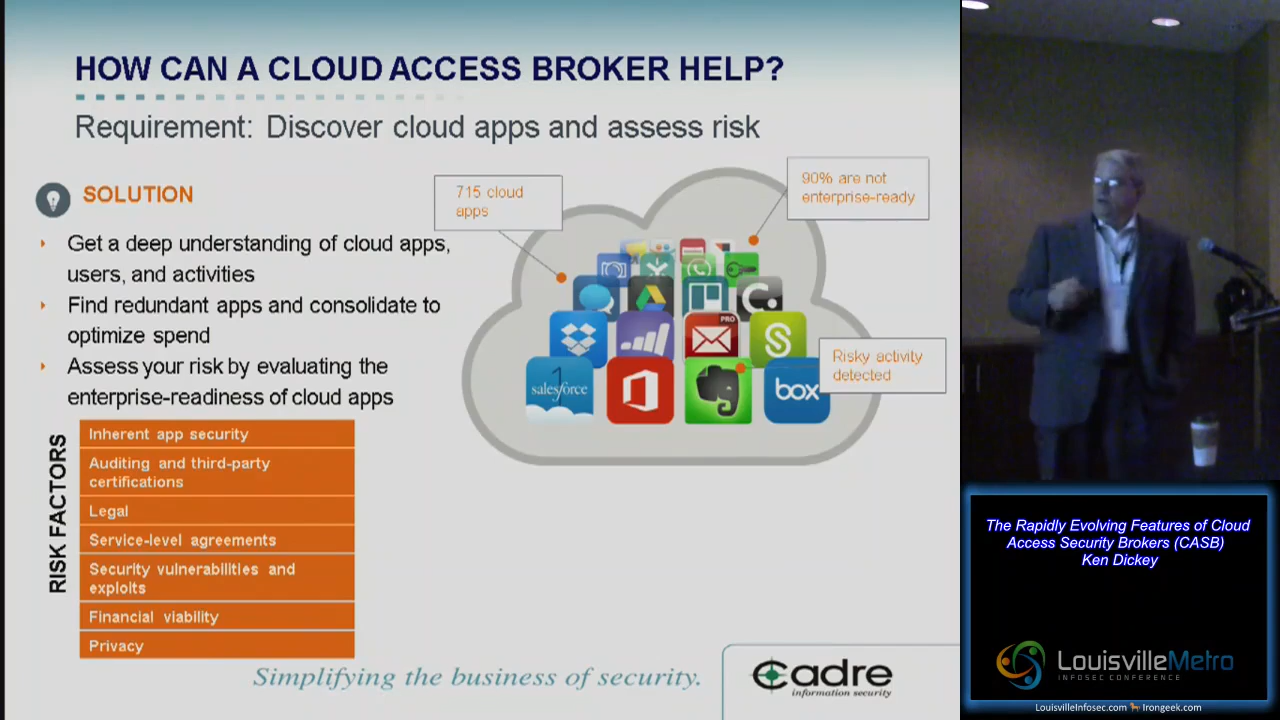 HOW CAN A CLOUD ACCESS BROKER HELP?
Requirement: Discover cloud apps and assess risk
SOLUTION
Get a deep understanding of cloud apps,
users, and activities
Find redundant apps and consolidate to
optimize spend
Assess your risk by evaluating the
enterprise-readiness of cloud apps
RISK FACTORS
Inherent app security
Auditing and third-party
certifications
Legal
Service-level agreements
Security vulnerabilities and
exploits
Financial viability
Privacy
715 cloud
apps
90% are not
enterprise-ready
Risky activity
detected
PRO
salesforce
box
Simplifying the business of security.
Cadre
information security
The Rapidly Evolving Features of Cloud
Access Security Brokers (CASB)
Ken Dickey
LouisvilleMetro
INFOSEC CONFERENCE
LouisvilleInfosec.com Irongeek.com